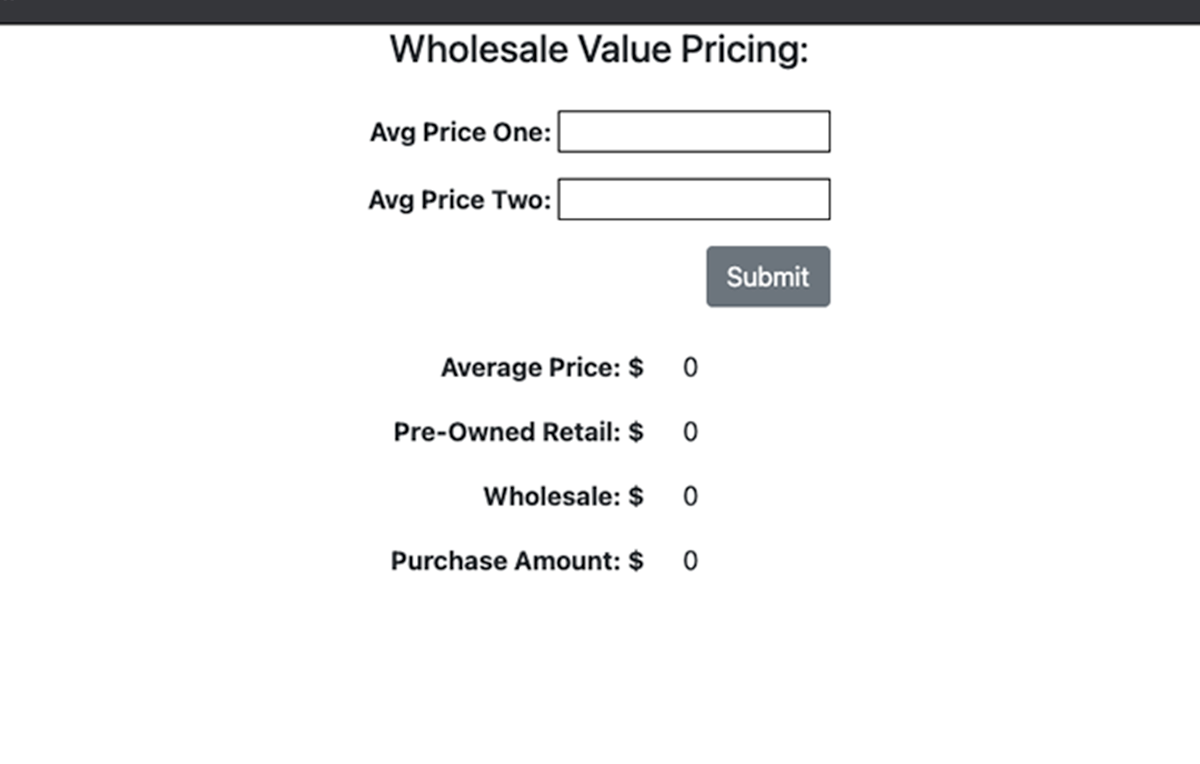 Wholesale Value Pricing:
Avg Price One:
Avg Price Two:
Submit
Average Price: $ 0
Pre-Owned Retail: $ 0
Wholesale: $ 0
Purchase Amount: $ 0